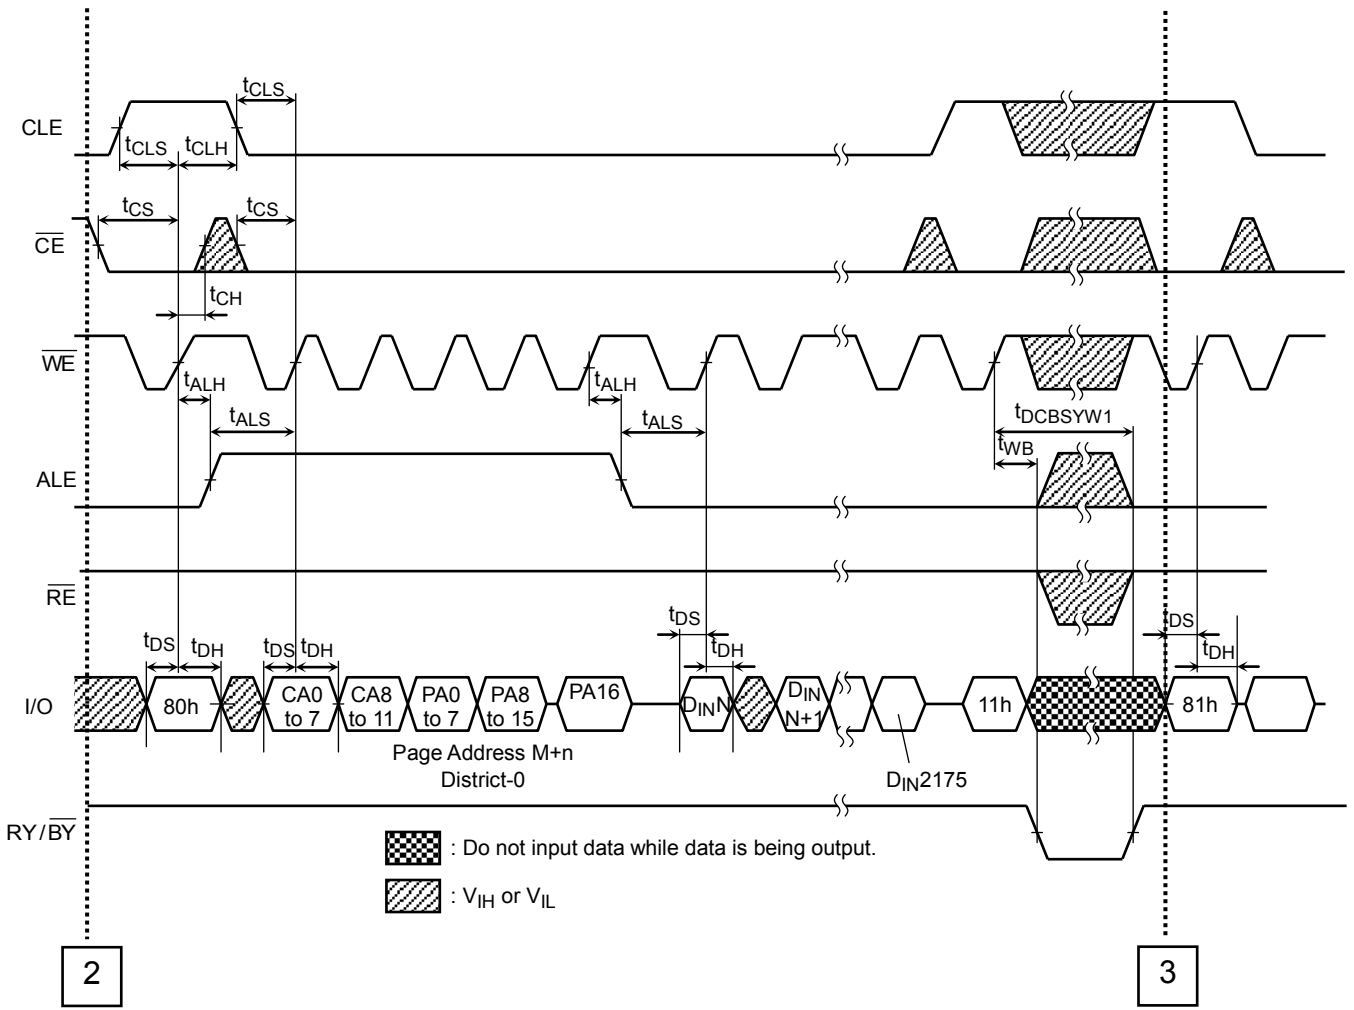 tCLS
CLE
tCLS tCLH
tCS tCS
CE
tCH
WE
tALH tALH
tALS tALS tDCBSYW1
tWB
ALE
RE
tDS tDH tDS tDH tDS tDH tDS tDH
I/O 80h CA0 to 7 CA8 to 11 PA0 to 7 PA8 to 15 PA16 DINN DIN N+1 11h 81h
Page Address M+n
District-0
DIN2175
RY/BY
: Do not input data while data is being output.
: VIH or VIL
2 3